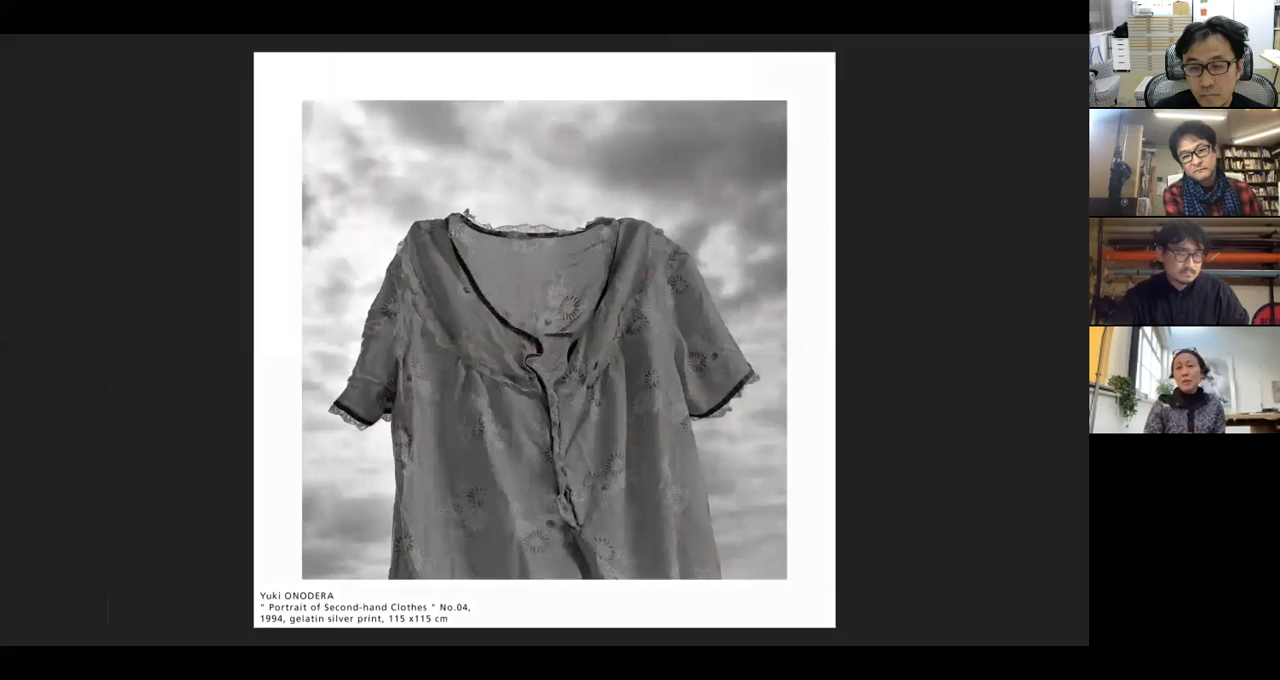 Yuki ONODERA
" Portrait of Second-hand Clothes " No.04,
1994, gelatin silver print, 115 x115 cm